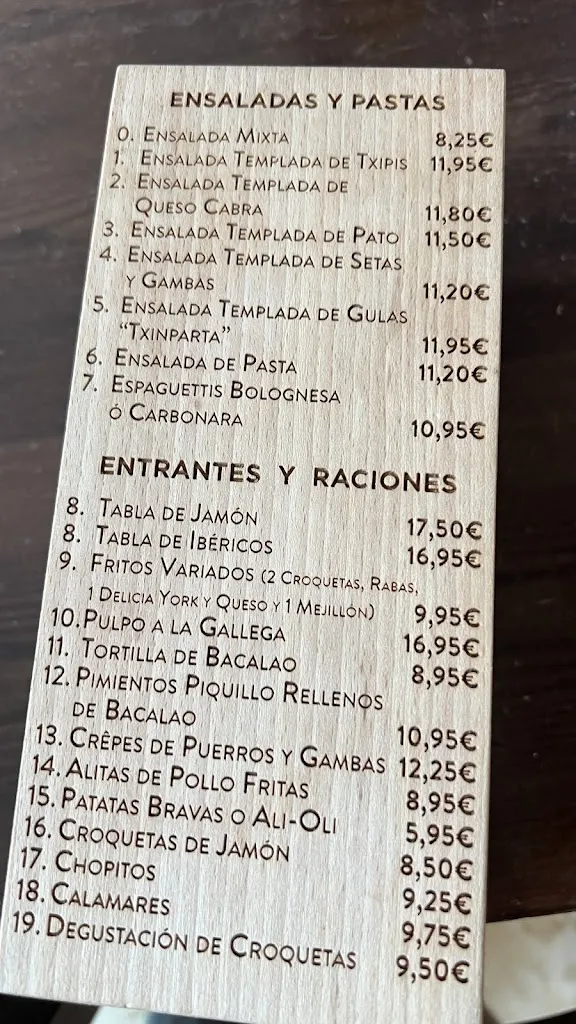 ENSALADAS Y PASTAS
0. ENSALADA MIXTA 8,25€
1. ENSALADA TEMPLADA DE TXIPIS 11,95€
2. ENSALADA TEMPLADA DE
QUESO CABRA 11,80€
3. ENSALADA TEMPLADA DE PATO 11,50€
4. ENSALADA TEMPLADA DE SETAS
Y GAMBAS 11,20€
5. ENSALADA TEMPLADA DE GULAS
"TXINPARTA" 11,95€
6. ENSALADA DE PASTA 11,20€
7. ESPAGUETTIS BOLOGNESA
Ó CARBONARA 10,95€
ENTRANTES Y RACIONES
8. TABLA DE JAMÓN 17,50€
8. TABLA DE IBÉRICOS 16,95€
9. FRITOS VARIADOS (2 CROQUETAS, RABAS,
1 DELICIA YORK Y QUESO Y 1 MEJILLÓN) 9,95€
10. PULPO A LA GALLEGA 16,95€
11. TORTILLA DE BACALAO 8,95€
12. PIMIENTOS PIQUILLO RELLENOS
DE BACALAO 10,95€
13. CRÊPES DE PUERROS Y GAMBAS 12,25€
14. ALITAS DE POLLO FRITAS 8,95€
15. PATATAS BRAVAS O ALI-OLI 5,95€
16. CROQUETAS DE JAMÓN 8,50€
17. CHOPITOS 9,25€
18. CALAMARES 9,75€
19. DEGUSTACIÓN DE CROQUETAS 9,50€